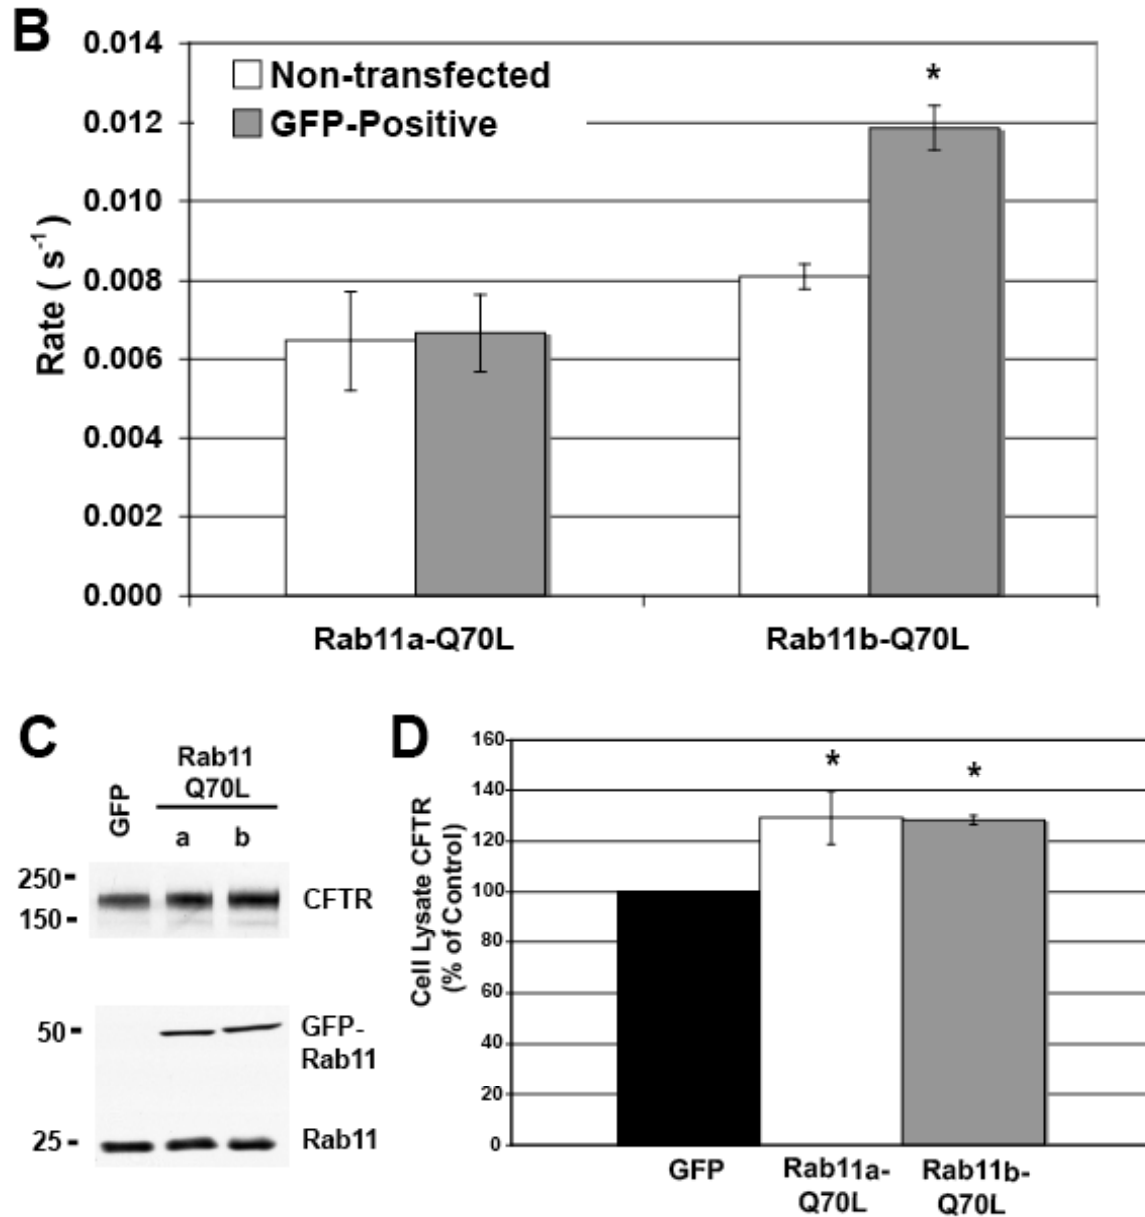 B
0.014
0.012
0.010
0.008
0.006
0.004
0.002
0.000
Rate ( s⁻¹ )
Non-transfected
GFP-Positive
*
Rab11a-Q70L
Rab11b-Q70L
C
GFP
Rab11
Q70L
a
b
250-
150-
CFTR
50-
GFP-
Rab11
25-
Rab11
D
Cell Lysate CFTR
(% of Control)
160
140
120
100
80
60
40
20
0
*
*
GFP
Rab11a-
Q70L
Rab11b-
Q70L